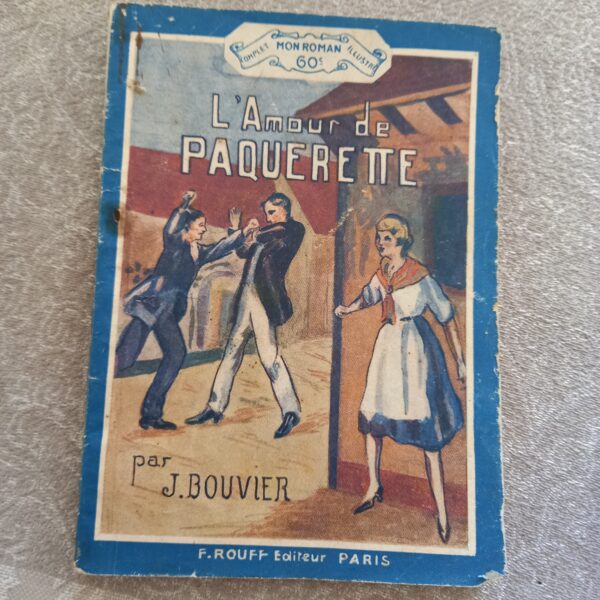 COMPLET MON ROMAN ILLUSTRÉ
60c
L'Amour de
PAQUERETTE
par
J. BOUVIER
F. ROUFF Editeur PARIS